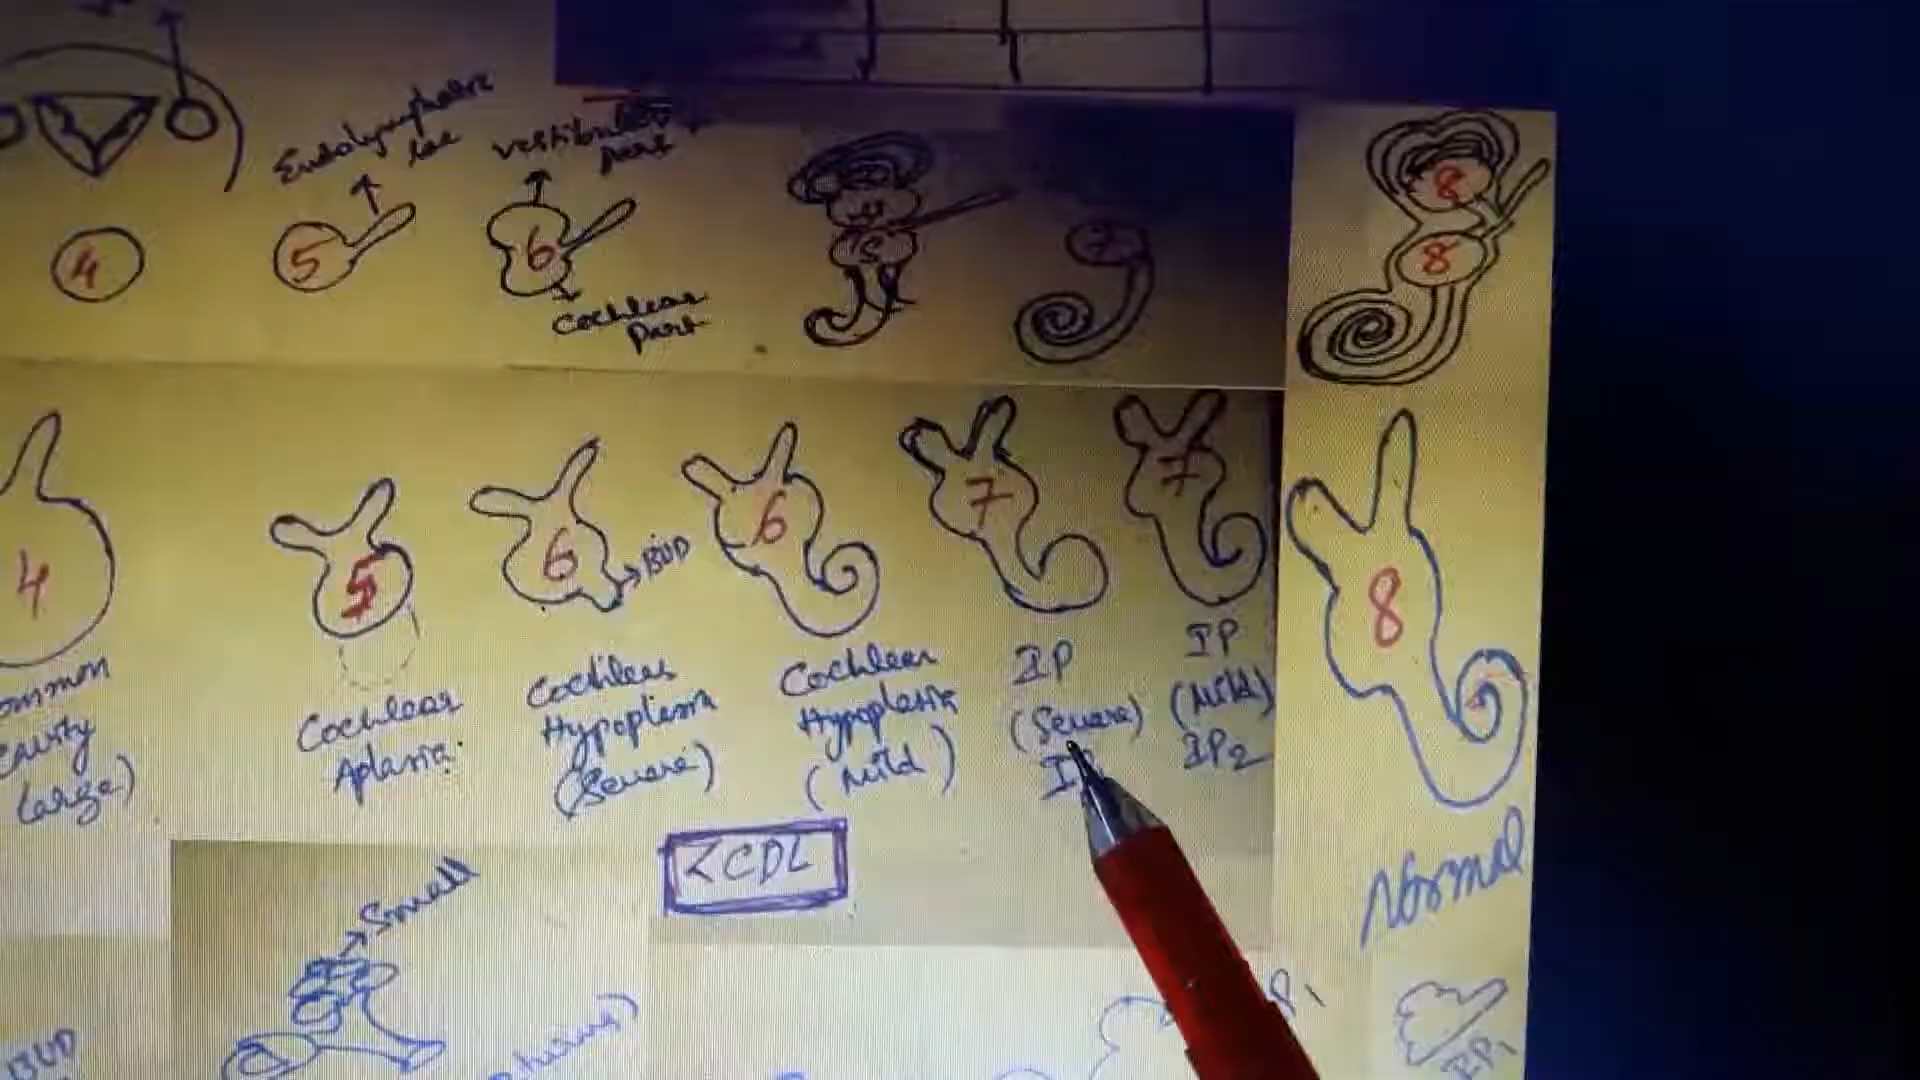 Endolymphatic
sac
vestibular
part
4
5
6
7
8
8
Cochlear
part
4
5
6
BUD
6
7
7
8
common
cavity
large)
Cochlear
Aplasia
Cochlear
Hypoplasia
(Severe)
Cochlear
Hypoplasia
(Mild)
IP
(Severe)
IP
(Mild)
IP2
Normal
<CDL
Small
BUD
IP1